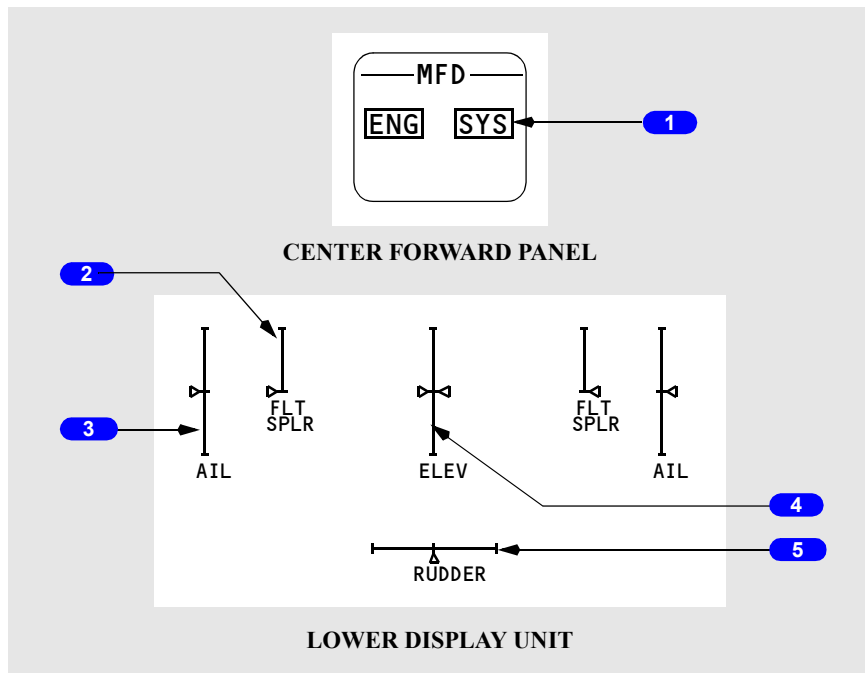 MFD
ENG SYS
1
CENTER FORWARD PANEL
2
FLT
SPLR
FLT
SPLR
3
AIL
ELEV
AIL
4
5
RUDDER
LOWER DISPLAY UNIT